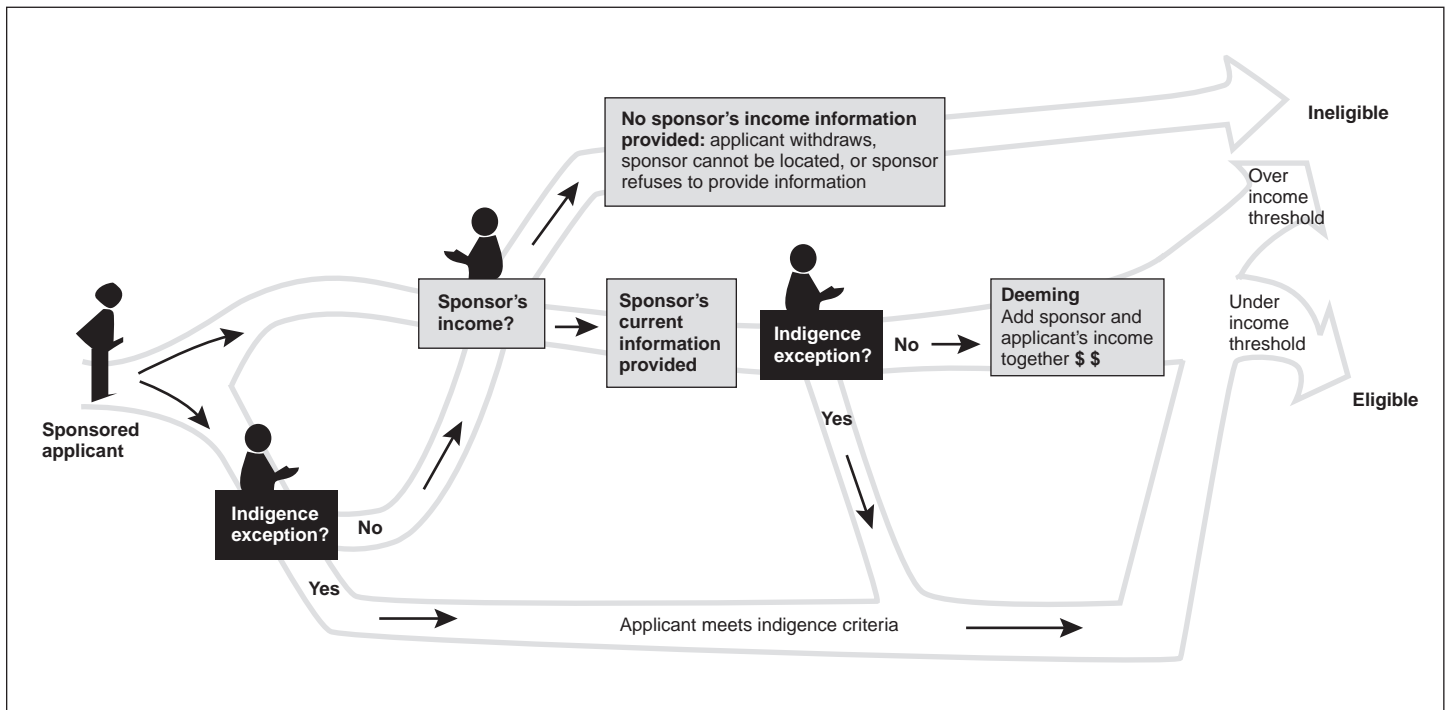 No sponsor's income information
provided: applicant withdraws,
sponsor cannot be located, or sponsor
refuses to provide information
Ineligible
Over
income
threshold
Sponsor's
income?
Sponsor's
current
information
provided
Indigence
exception?
No
Deeming
Add sponsor and
applicant's income
together $ $
Under
income
threshold
Eligible
Yes
Sponsored
applicant
Indigence
exception?
No
Yes
Applicant meets indigence criteria